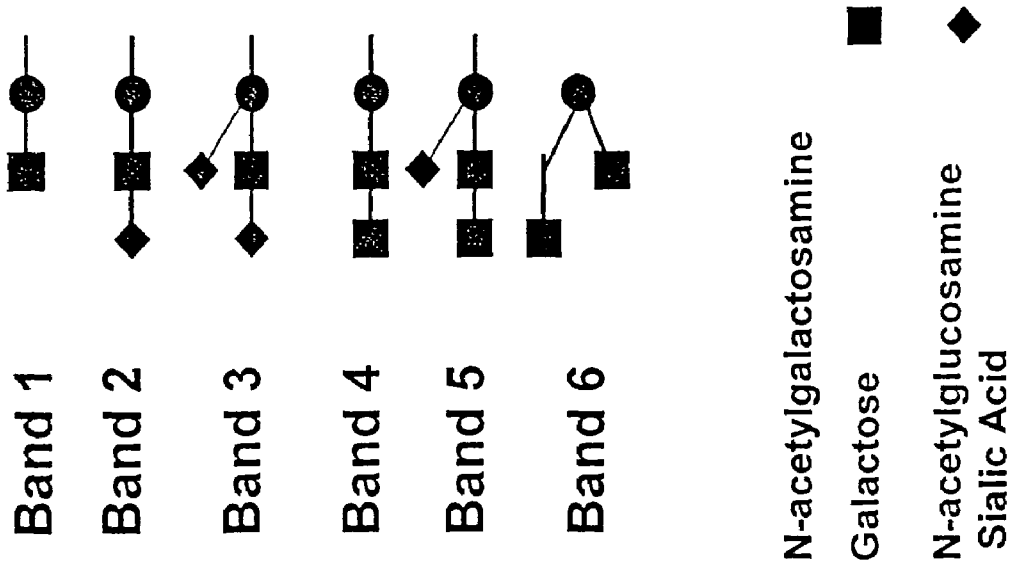 Band 1
Band 2
Band 3
Band 4
Band 5
Band 6
N-acetylgalactosamine
Galactose
N-acetylglucosamine
Sialic Acid